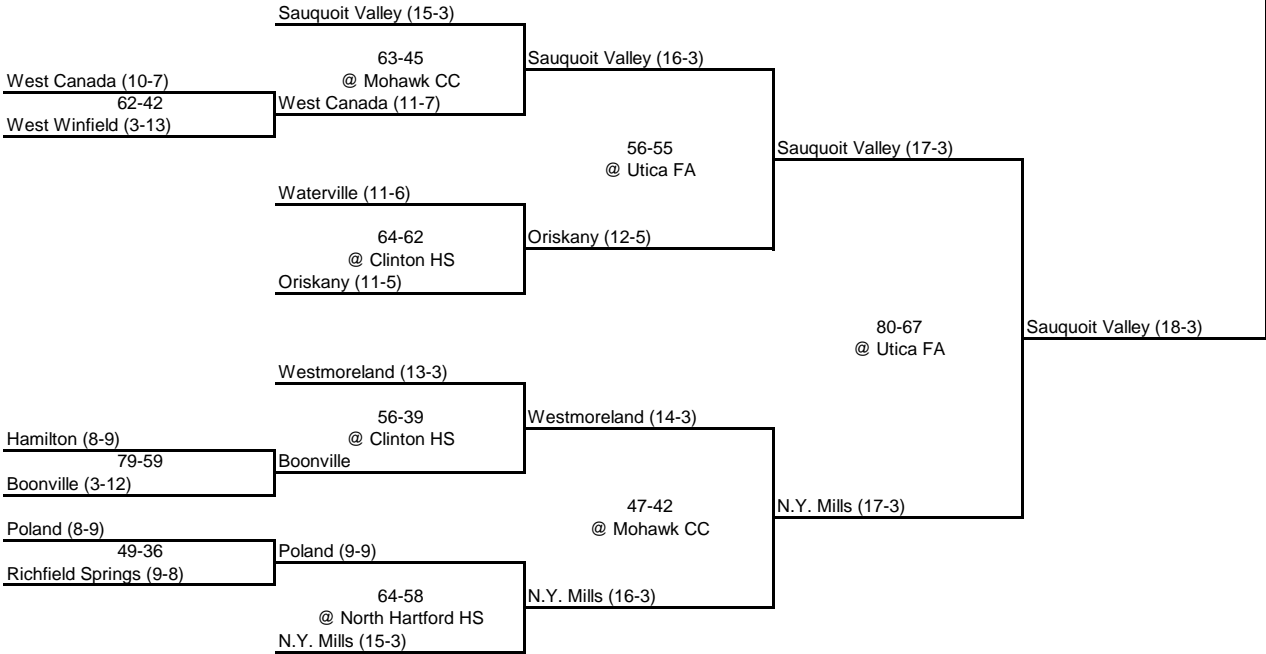 Sauquoit Valley (15-3)
63-45
@ Mohawk CC
Sauquoit Valley (16-3)
West Canada (10-7)
62-42
West Canada (11-7)
West Winfield (3-13)
56-55
@ Utica FA
Sauquoit Valley (17-3)
Waterville (11-6)
64-62
@ Clinton HS
Oriskany (12-5)
Oriskany (11-5)
80-67
@ Utica FA
Sauquoit Valley (18-3)
Westmoreland (13-3)
56-39
@ Clinton HS
Westmoreland (14-3)
Hamilton (8-9)
79-59
Boonville
Boonville (3-12)
47-42
@ Mohawk CC
N.Y. Mills (17-3)
Poland (8-9)
49-36
Poland (9-9)
Richfield Springs (9-8)
64-58
@ North Hartford HS
N.Y. Mills (16-3)
N.Y. Mills (15-3)